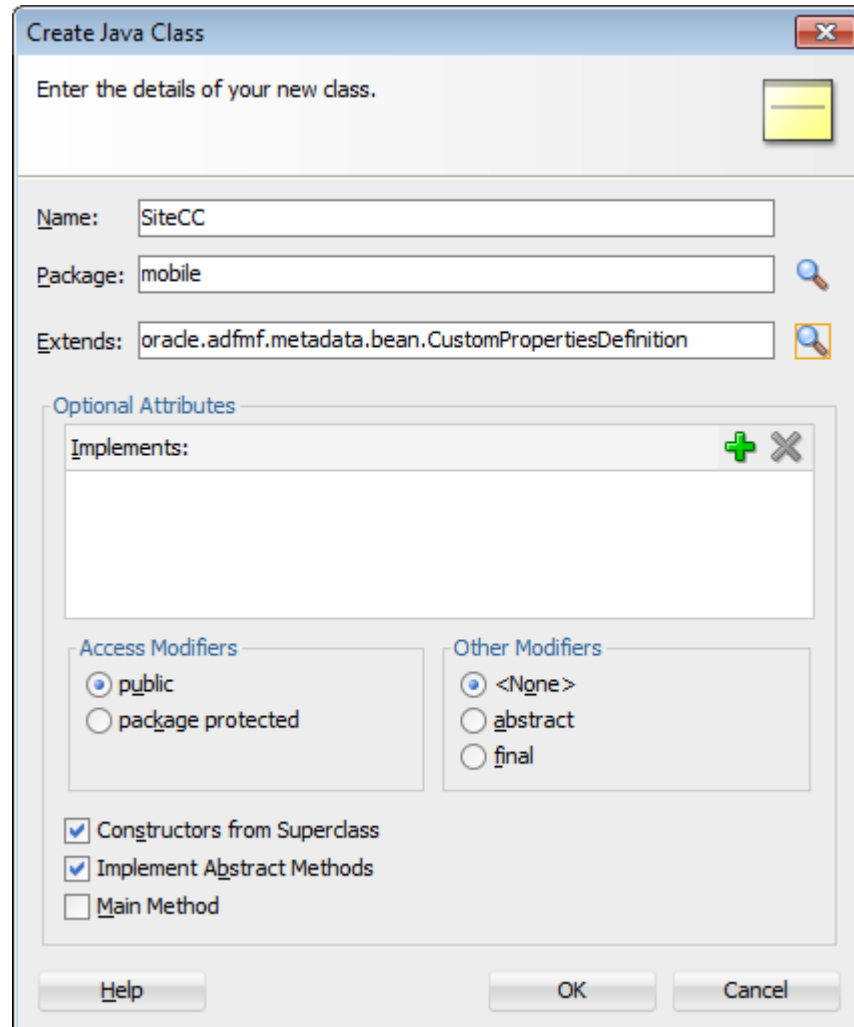 Create Java Class
Enter the details of your new class.
Name: SiteCC
Package: mobile
Extends: oracle.adfmf.metadata.bean.CustomPropertiesDefinition
Optional Attributes
Implements:
Access Modifiers
public
package protected
Other Modifiers
<None>
abstract
final
Constructors from Superclass
Implement Abstract Methods
Main Method
Help OK Cancel